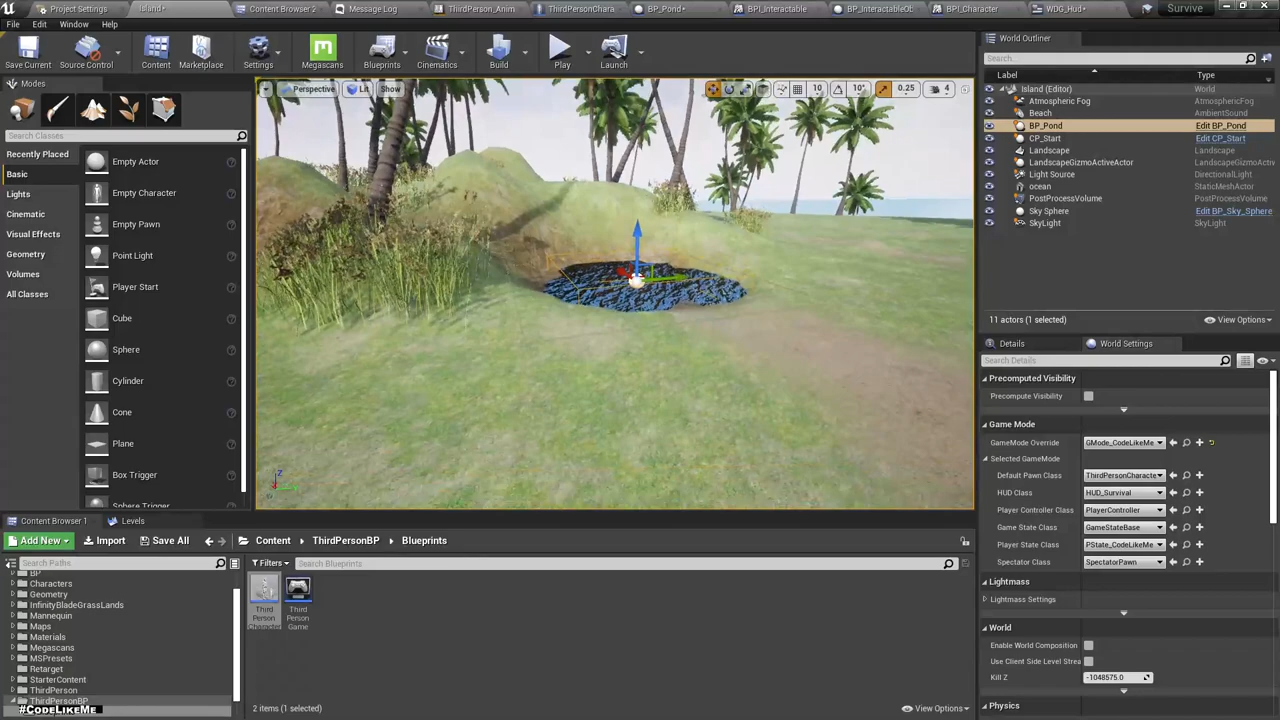 Project Settings
Island*
Content Browser 2
Message Log
ThirdPerson_Anim
ThirdPersonChara
BP_Pond*
BPI_Interactable
BP_InteractableOb
BPI_Character
WDG_Hud*
Survive
File
Edit
Window
Help
Save Current
Source Control
Content
Marketplace
Settings
Megascans
Blueprints
Cinematics
Build
Play
Launch
Modes
Search Classes
Recently Placed
Basic
Lights
Cinematic
Visual Effects
Geometry
Volumes
All Classes
Empty Actor
Empty Character
Empty Pawn
Point Light
Player Start
Cube
Sphere
Cylinder
Cone
Plane
Box Trigger
Sphere Trigger
Perspective
Lit
Show
10
10°
0.25
4
World Outliner
Search...
Label
Type
Island (Editor)
World
Atmospheric Fog
AtmosphericFog
Beach
AmbientSound
BP_Pond
Edit BP_Pond
CP_Start
Edit CP_Start
Landscape
Landscape
LandscapeGizmoActiveActor
LandscapeGizmoActiv
Light Source
DirectionalLight
ocean
StaticMeshActor
PostProcessVolume
PostProcessVolume
Sky Sphere
Edit BP_Sky_Sphere
SkyLight
SkyLight
11 actors (1 selected)
View Options
Details
World Settings
Search Details
Precomputed Visibility
Precompute Visibility
Game Mode
GameMode Override
GMode_CodeLikeMe
Selected GameMode
Default Pawn Class
ThirdPersonCharacte
HUD Class
HUD_Survival
Player Controller Class
PlayerController
Game State Class
GameStateBase
Player State Class
PState_CodeLikeMe
Spectator Class
SpectatorPawn
Lightmass
Lightmass Settings
World
Enable World Composition
Use Client Side Level Strea
Kill Z
-1048575.0
Physics
Content Browser 1
Levels
Add New
Import
Save All
Content
ThirdPersonBP
Blueprints
Search Paths
Filters
Search Blueprints
BP
Characters
Geometry
InfinityBladeGrassLands
Mannequin
Maps
Materials
Megascans
MSPresets
Retarget
StarterContent
ThirdPerson
ThirdPersonBP
#CodeLikeMe
Third
Person
Character
Third
Person
Game
2 items (1 selected)
View Options